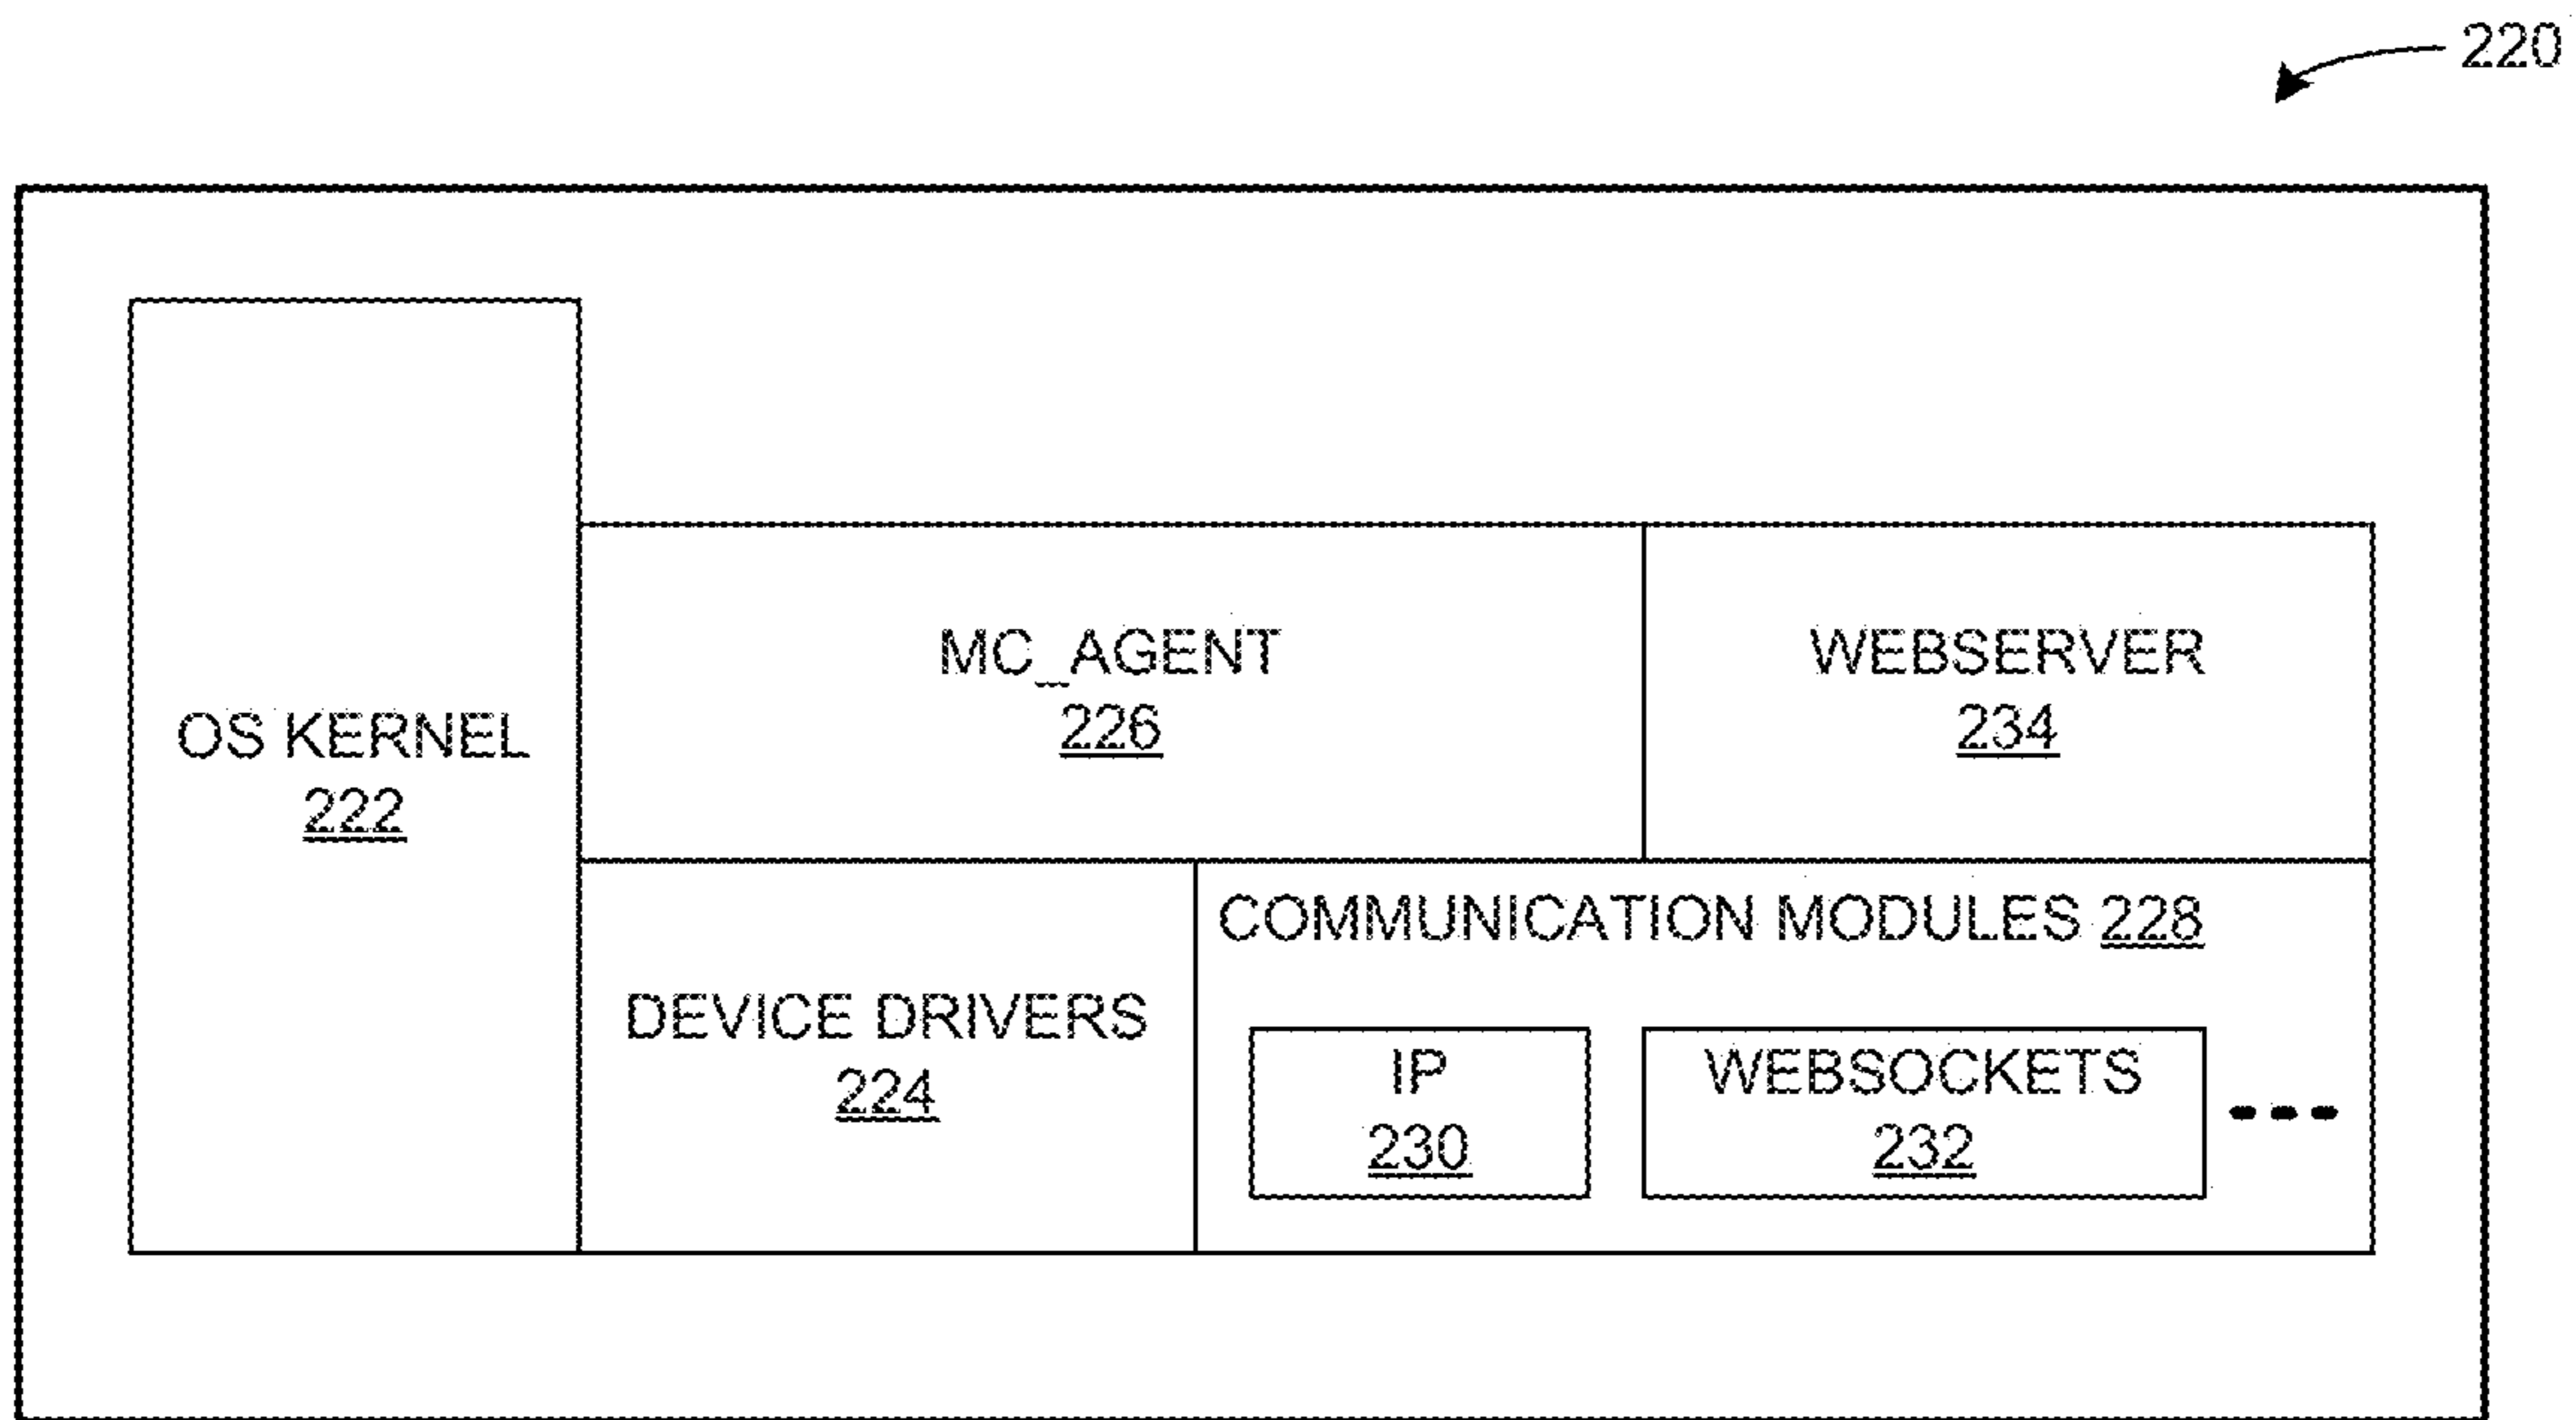 220
MC_AGENT
226
WEBSERVER
234
OS KERNEL
222
COMMUNICATION MODULES 228
DEVICE DRIVERS
224
IP
230
WEBSOCKETS
232